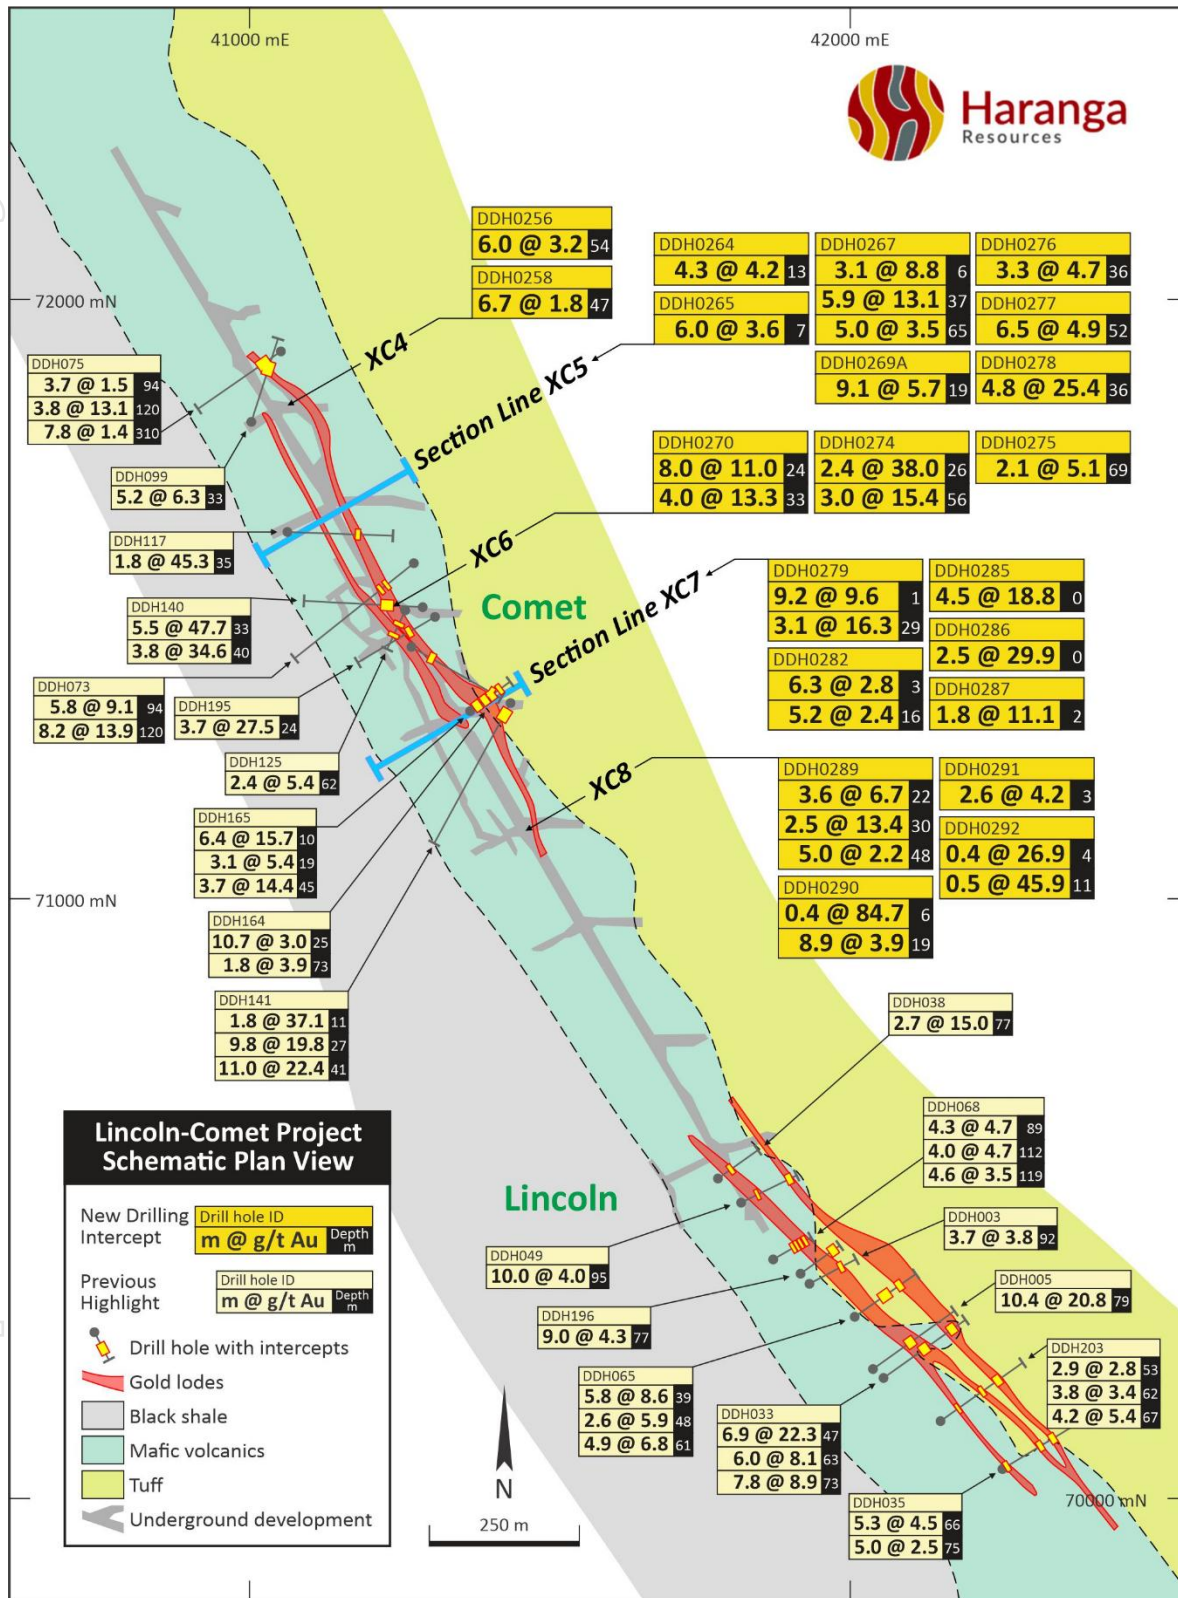 41000 mE
42000 mE
Haranga
Resources
DDH0256
6.0 @ 3.2 54
DDH0258
6.7 @ 1.8 47
DDH0264
4.3 @ 4.2 13
DDH0265
6.0 @ 3.6 7
DDH0267
3.1 @ 8.8 6
5.9 @ 13.1 37
5.0 @ 3.5 65
DDH0269A
9.1 @ 5.7 19
DDH0276
3.3 @ 4.7 36
DDH0277
6.5 @ 4.9 52
DDH0278
4.8 @ 25.4 36
72000 mN
XC4
Section Line XC5
DDH075
3.7 @ 1.5 94
3.8 @ 13.1 120
7.8 @ 1.4 310
DDH099
5.2 @ 6.3 33
DDH0270
8.0 @ 11.0 24
4.0 @ 13.3 33
DDH0274
2.4 @ 38.0 26
3.0 @ 15.4 56
DDH0275
2.1 @ 5.1 69
DDH117
1.8 @ 45.3 35
XC6
Comet
Section Line XC7
DDH140
5.5 @ 47.7 33
3.8 @ 34.6 40
DDH0279
9.2 @ 9.6 1
3.1 @ 16.3 29
DDH0282
6.3 @ 2.8 3
5.2 @ 2.4 16
DDH0285
4.5 @ 18.8 0
DDH0286
2.5 @ 29.9 0
DDH0287
1.8 @ 11.1 2
DDH073
5.8 @ 9.1 94
8.2 @ 13.9 120
DDH195
3.7 @ 27.5 24
DDH125
2.4 @ 5.4 62
XC8
DDH0289
3.6 @ 6.7 22
2.5 @ 13.4 30
5.0 @ 2.2 48
DDH0290
0.4 @ 84.7 6
8.9 @ 3.9 19
DDH0291
2.6 @ 4.2 3
DDH0292
0.4 @ 26.9 4
0.5 @ 45.9 11
DDH165
6.4 @ 15.7 10
3.1 @ 5.4 19
3.7 @ 14.4 45
71000 mN
DDH164
10.7 @ 3.0 25
1.8 @ 3.9 73
DDH141
1.8 @ 37.1 11
9.8 @ 19.8 27
11.0 @ 22.4 41
DDH038
2.7 @ 15.0 77
DDH068
4.3 @ 4.7 89
4.0 @ 4.7 112
4.6 @ 3.5 119
Lincoln
DDH003
3.7 @ 3.8 92
DDH049
10.0 @ 4.0 95
DDH005
10.4 @ 20.8 79
DDH196
9.0 @ 4.3 77
DDH203
2.9 @ 2.8 53
3.8 @ 3.4 62
4.2 @ 5.4 67
DDH065
5.8 @ 8.6 39
2.6 @ 5.9 48
4.9 @ 6.8 61
DDH033
6.9 @ 22.3 47
6.0 @ 8.1 63
7.8 @ 8.9 73
DDH035
5.3 @ 4.5 66
5.0 @ 2.5 75
70000 mN
Lincoln-Comet Project
Schematic Plan View
New Drilling
Intercept
Drill hole ID
m @ g/t Au Depth
m
Previous
Highlight
Drill hole ID
m @ g/t Au Depth
m
Drill hole with intercepts
Gold lodes
Black shale
Mafic volcanics
Tuff
Underground development
N
250 m